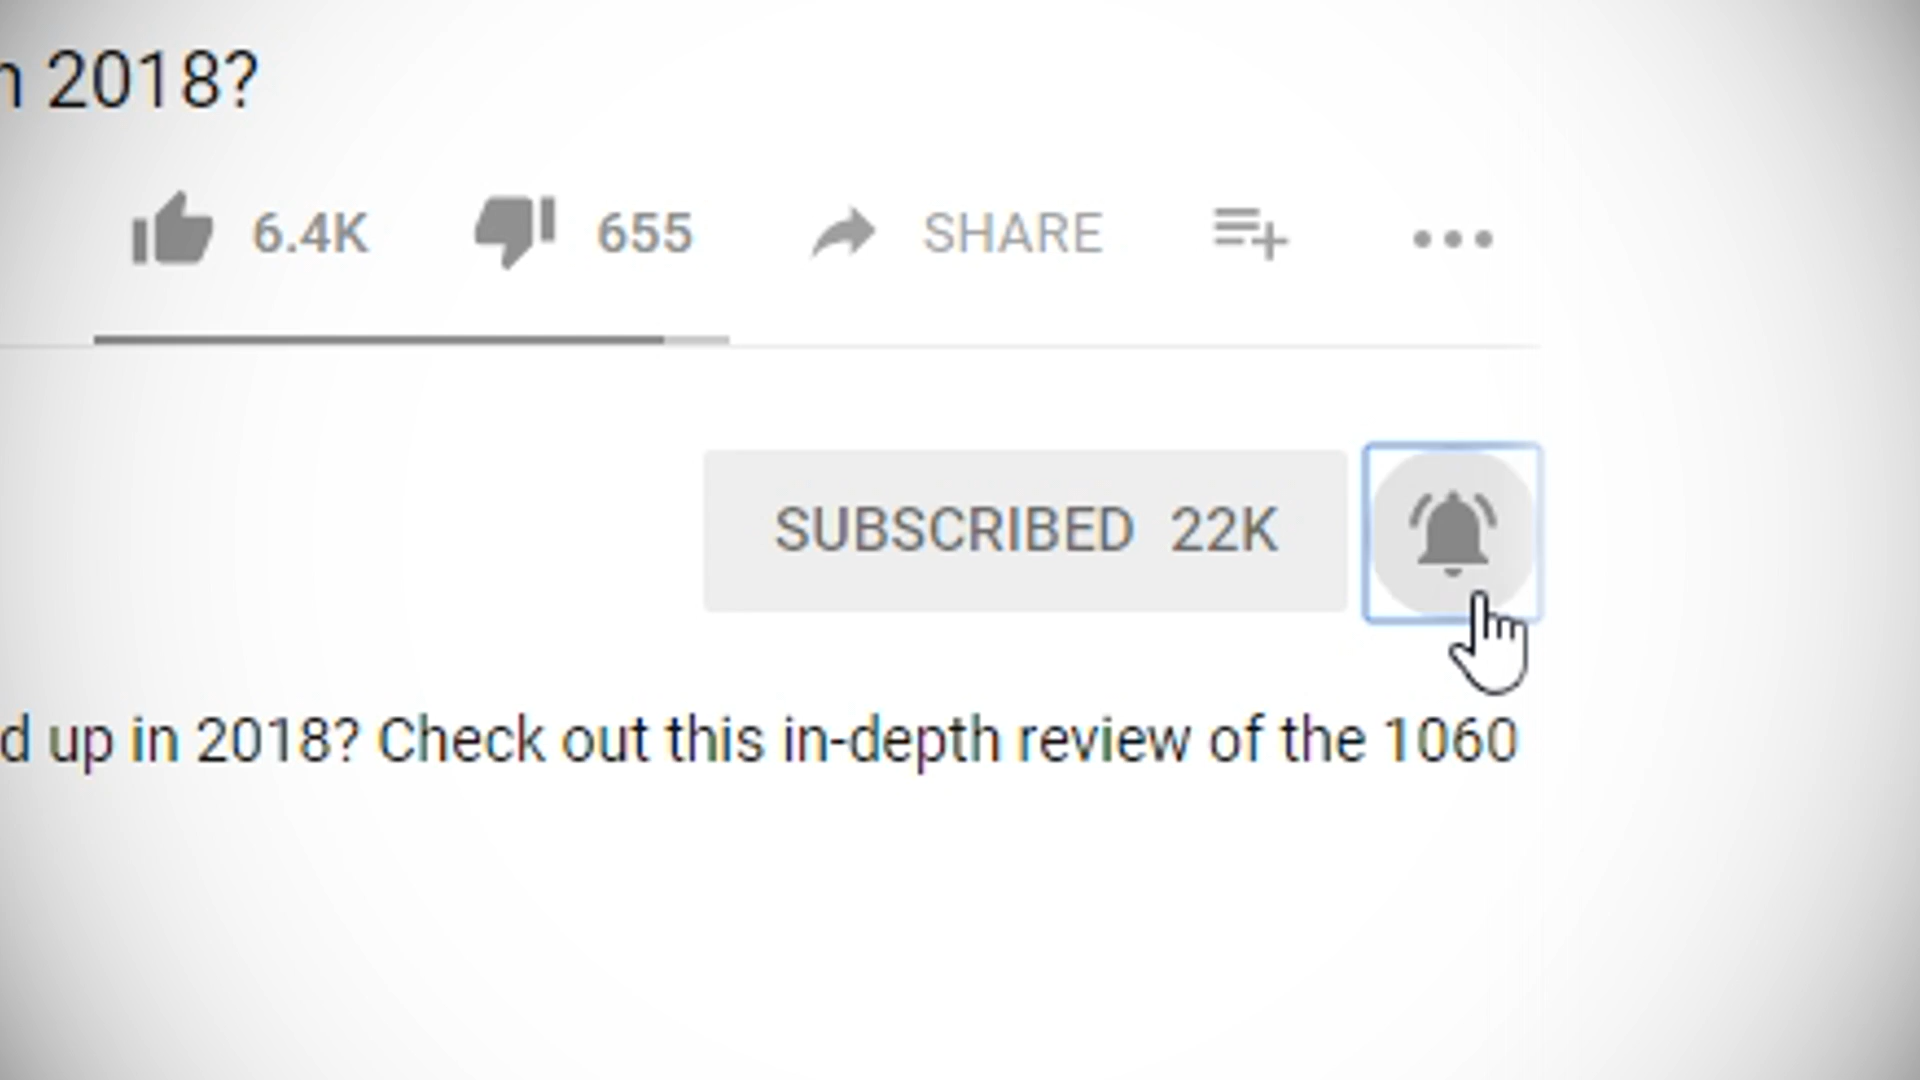 2018?
6.4K 655 SHARE
SUBSCRIBED 22K
up in 2018? Check out this in-depth review of the 1060